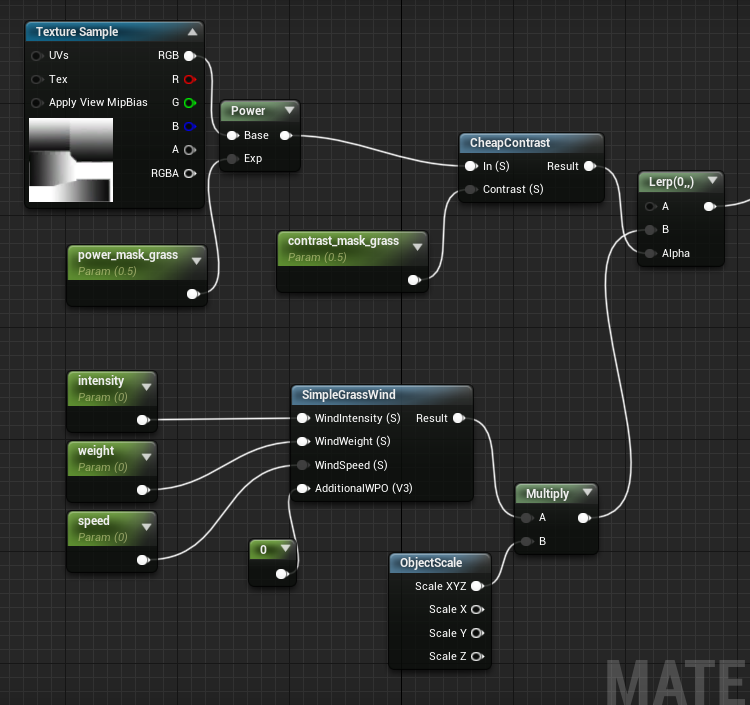 Texture Sample
UVs
RGB
Tex
R
Apply View MipBias
G
B
A
RGBA
Power
Base
Exp
CheapContrast
In (S)
Result
Contrast (S)
Lerp(0,,)
A
B
Alpha
power_mask_grass
Param (0.5)
contrast_mask_grass
Param (0.5)
intensity
Param (0)
weight
Param (0)
speed
Param (0)
SimpleGrassWind
WindIntensity (S)
Result
WindWeight (S)
WindSpeed (S)
AdditionalWPO (V3)
0
Multiply
A
B
ObjectScale
Scale XYZ
Scale X
Scale Y
Scale Z
MATE